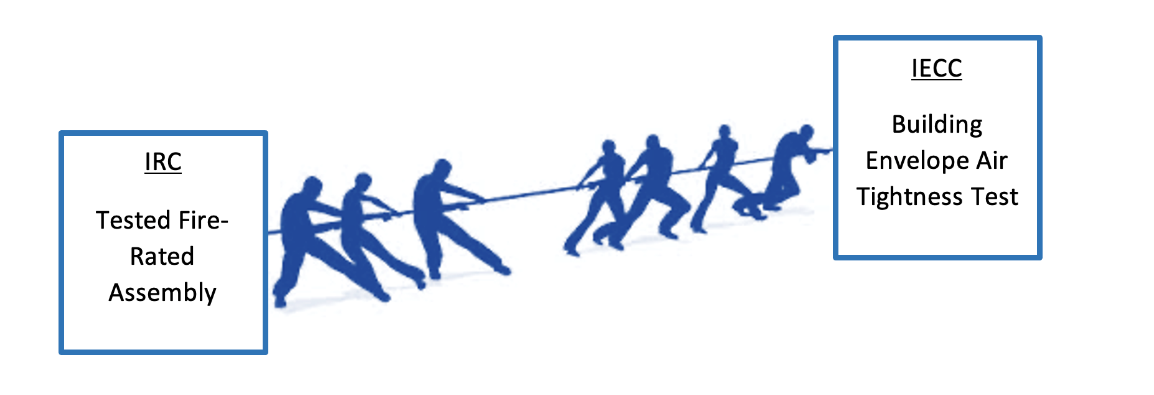 IRC
Tested Fire-
Rated
Assembly
IECC
Building
Envelope Air
Tightness Test